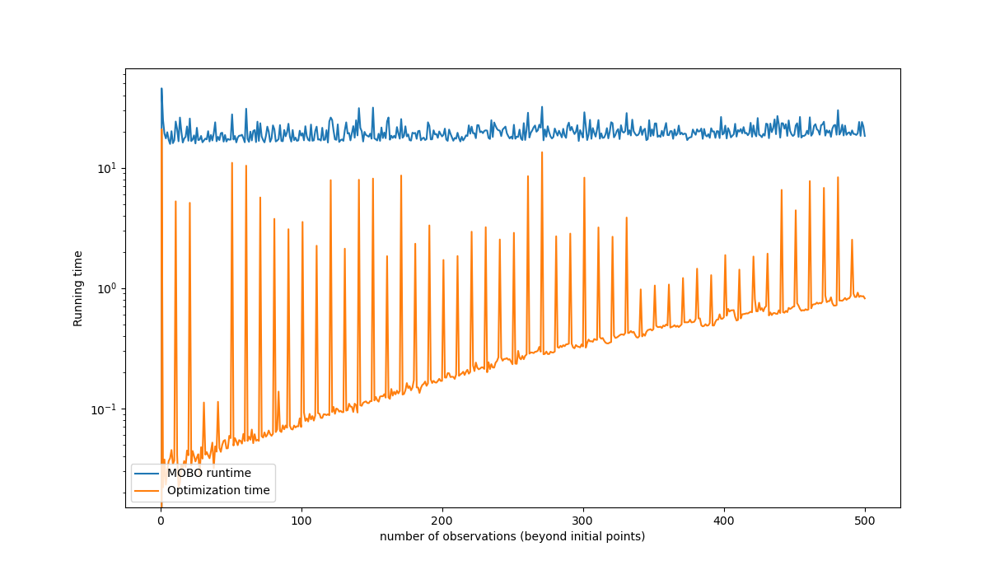 Running time
10¹
10⁰
10⁻¹
MOBO runtime
Optimization time
0 100 200 300 400 500
number of observations (beyond initial points)